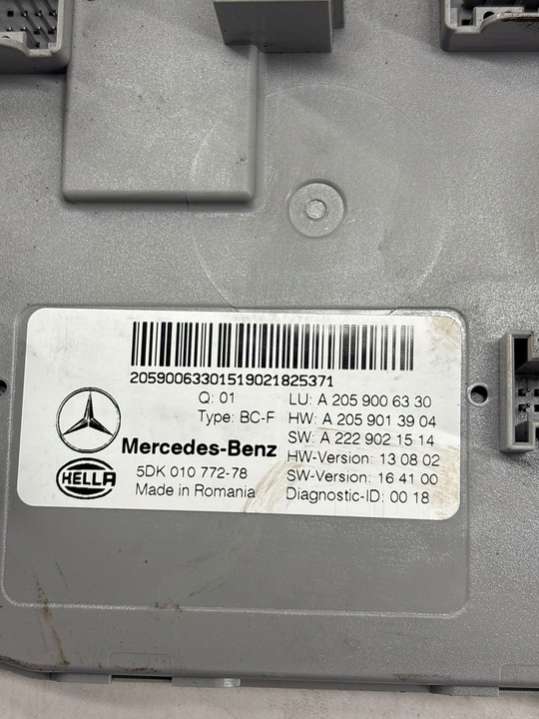 20590063301519021825371
Q: 01 LU: A 205 900 63 30
Type: BC-F HW: A 205 901 39 04
SW: A 222 902 15 14
Mercedes-Benz HW-Version: 13 08 02
HELLA 5DK 010 772-78 SW-Version: 16 41 00
Made in Romania Diagnostic-ID: 00 18